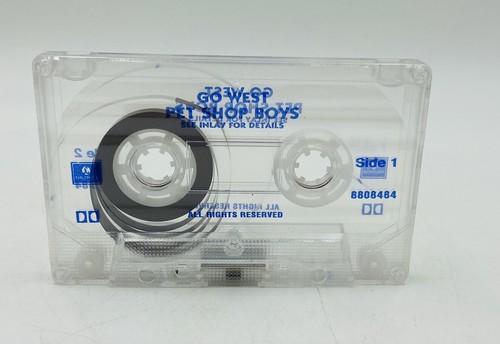 GO WEST
PET SHOP BOYS
SEE INLAY FOR DETAILS
Side 1
8808484
ALL RIGHTS RESERVED